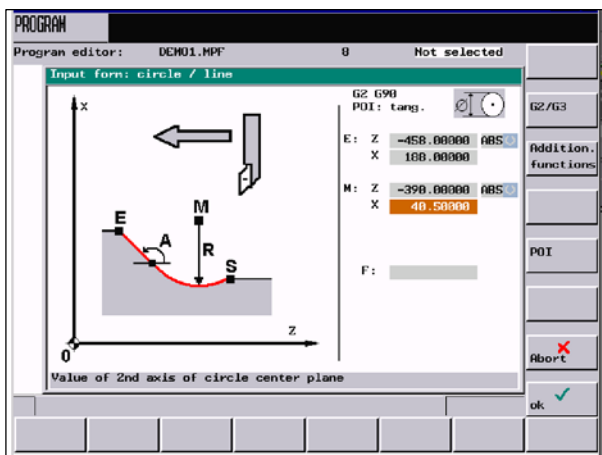 PROGRAM
Program editor: DEMO1.MPF 8 Not selected
Input form: circle / line
G2 G90
POI: tang.
E: Z -458.00000 ABS
X 188.00000
M: Z -390.00000 ABS
X 40.50000
F:
X
E
M
A
R
S
Z
0
Value of 2nd axis of circle center plane
G2/G3
Addition.
functions
POI
Abort
ok